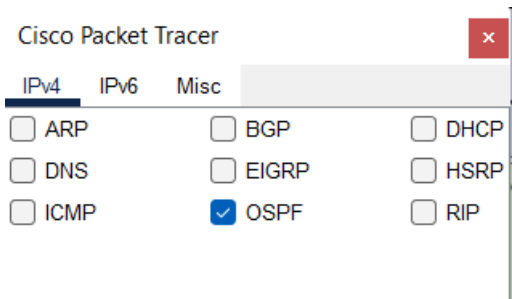 Cisco Packet Tracer
IPv4 IPv6 Misc
ARP BGP DHCP
DNS EIGRP HSRP
ICMP OSPF RIP